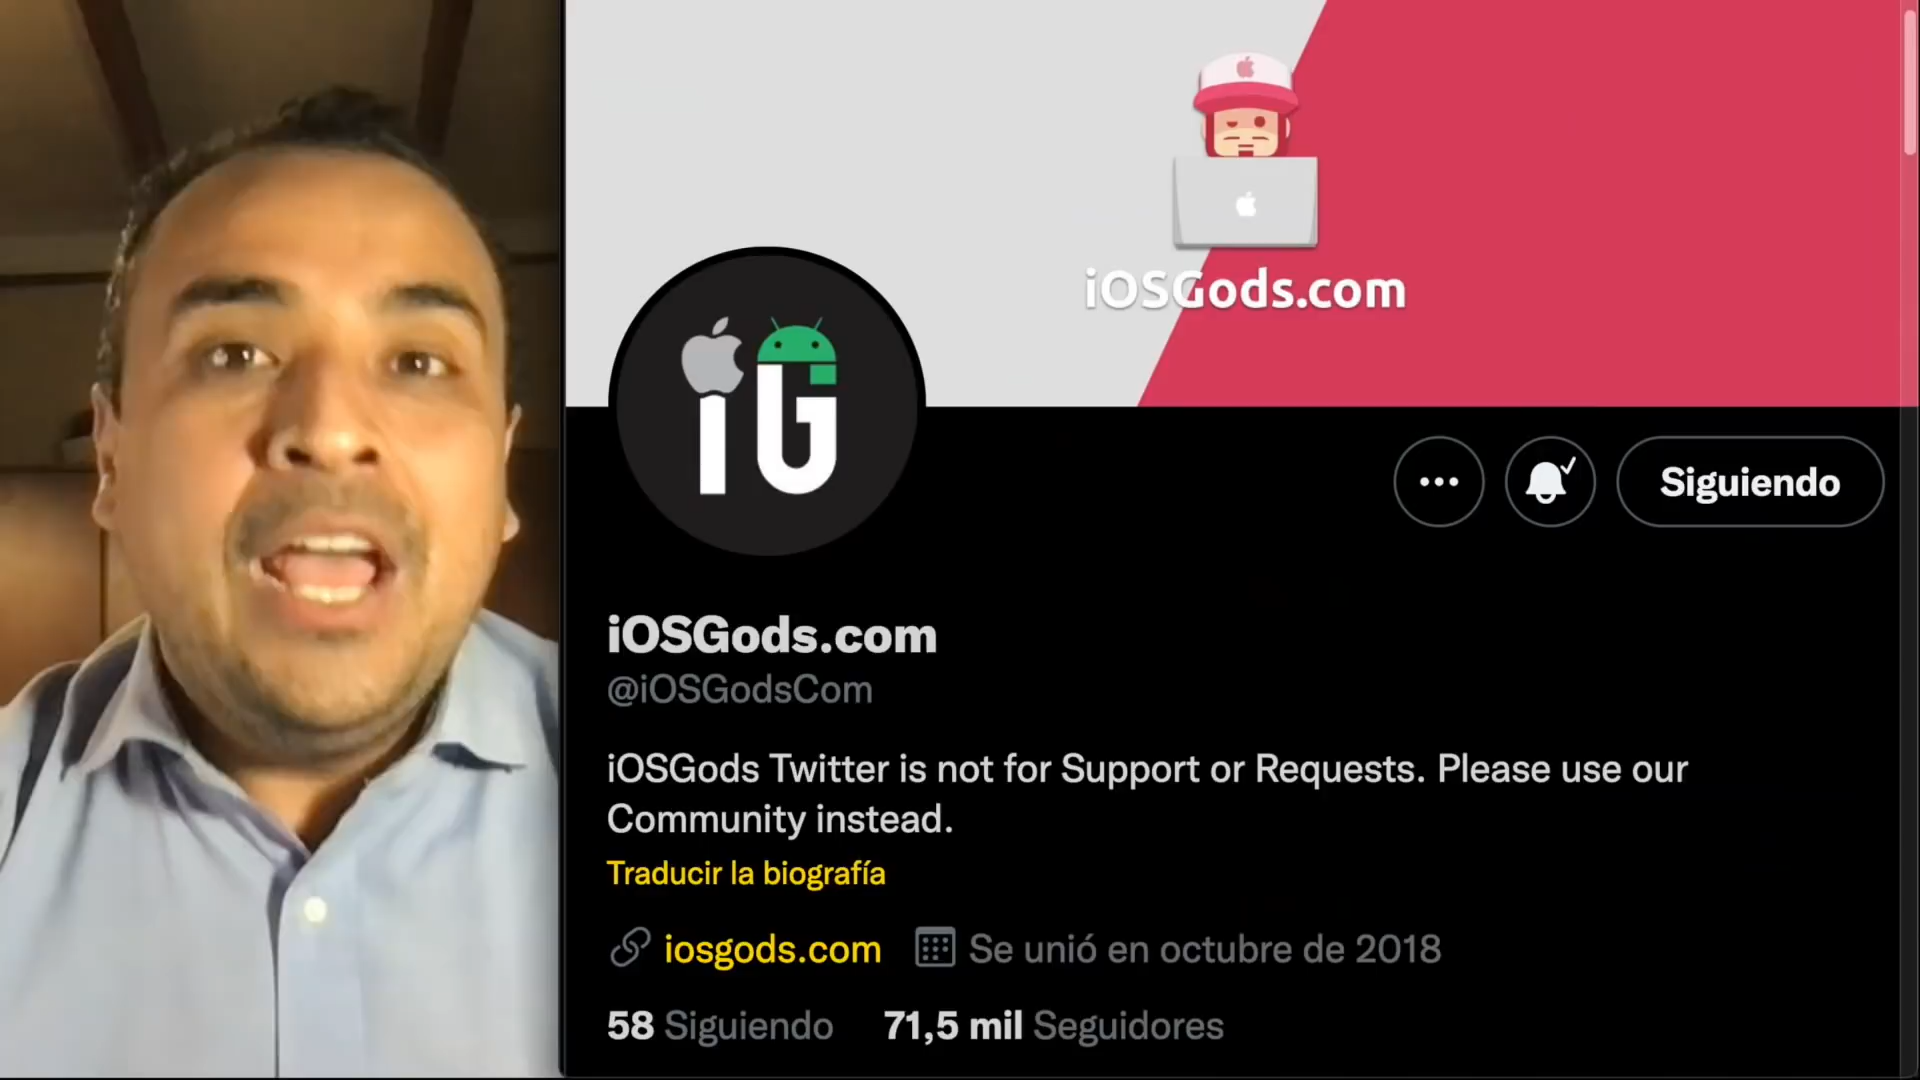 iOSGods.com
iG
Siguiendo
iOSGods.com
@iOSGodsCom
iOSGods Twitter is not for Support or Requests. Please use our
Community instead.
Traducir la biografía
iosgods.com Se unió en octubre de 2018
58 Siguiendo 71,5 mil Seguidores